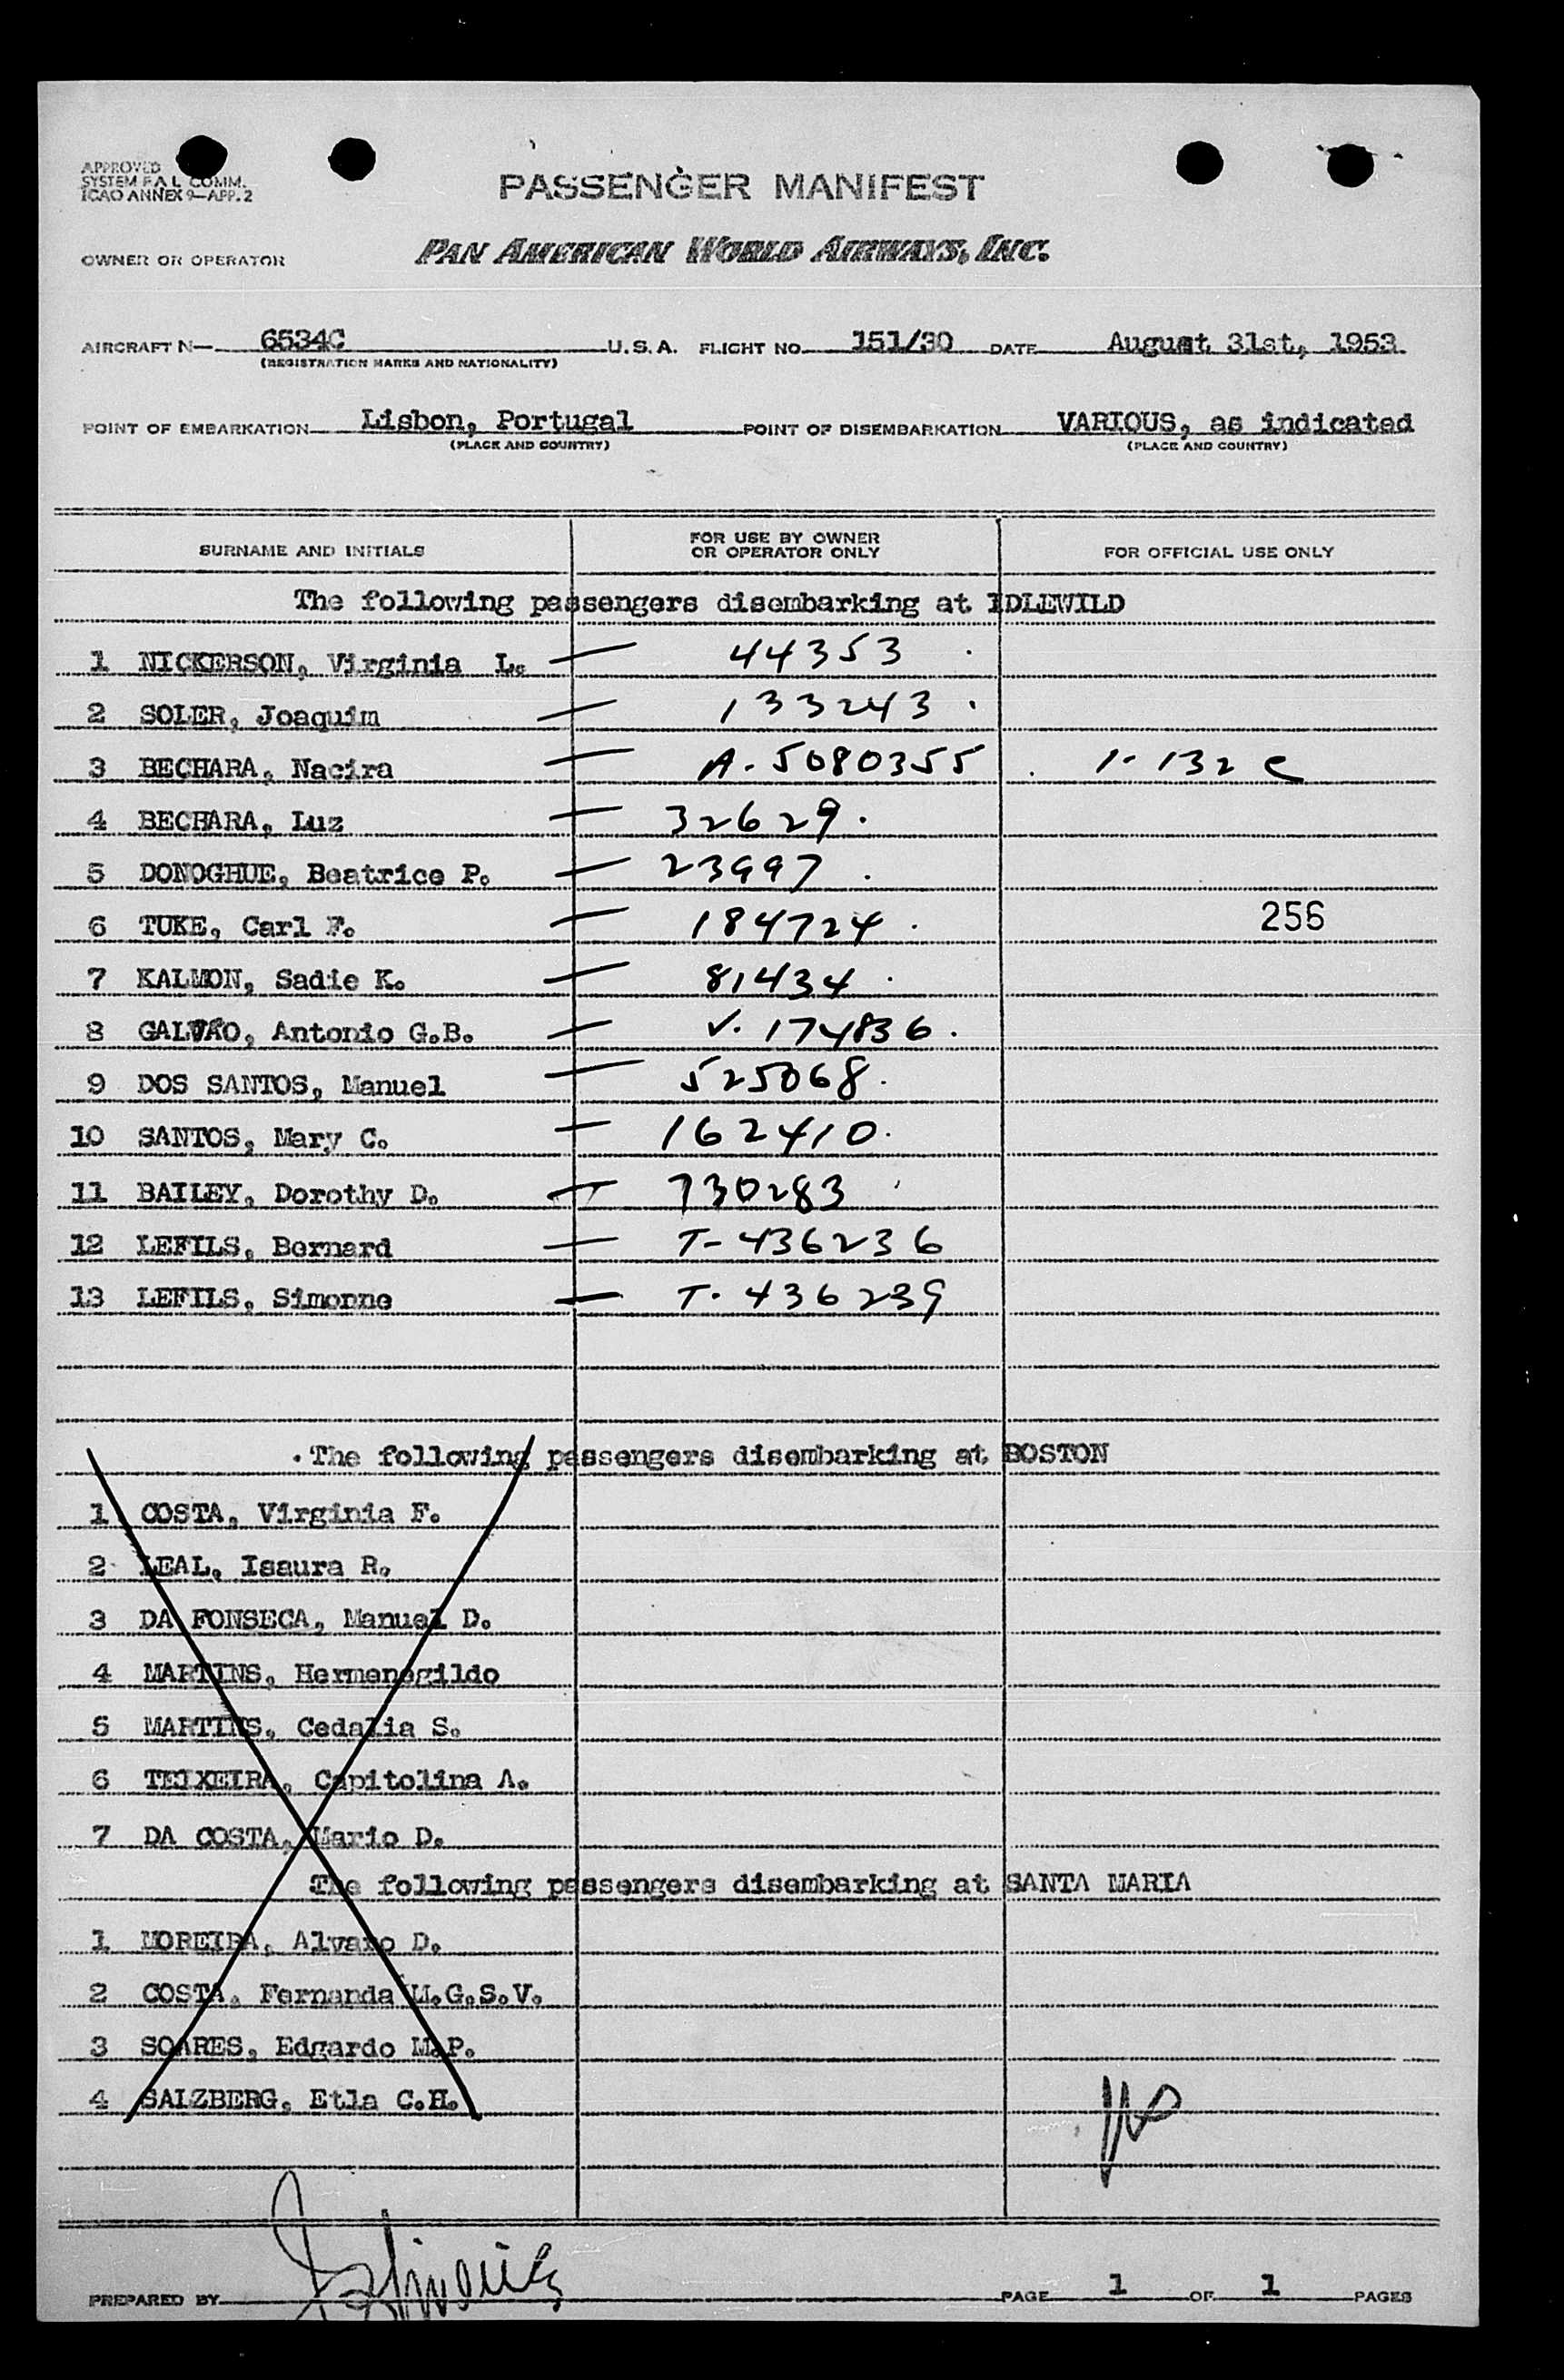 APPROVED
SYSTEM F.A.L. COMM.
ICAO ANNEX 9—APP. 2
PASSENGER MANIFEST
OWNER OR OPERATOR PAN AMERICAN WORLD AIRWAYS, INC.
AIRCRAFT N— 6534C U.S.A. FLIGHT NO. 151/30 DATE August 31st, 1953
(REGISTRATION MARKS AND NATIONALITY)
POINT OF EMBARKATION Lisbon, Portugal POINT OF DISEMBARKATION VARIOUS, as indicated
(PLACE AND COUNTRY) (PLACE AND COUNTRY)
SURNAME AND INITIALS FOR USE BY OWNER OR OPERATOR ONLY FOR OFFICIAL USE ONLY
The following passengers disembarking at IDLEWILD
1 NICKERSON, Virginia L. — 44353
2 SOLER, Joaquim — 133243
3 BECHARA, Nacira — A-5080355 1-132 c
4 BECHARA, Luz — 32629
5 DONOGHUE, Beatrice P. — 23997
6 TUKE, Carl F. — 184724 256
7 KALMON, Sadie K. — 81434
8 GALVAO, Antonio G.B. — V. 174836
9 DOS SANTOS, Manuel — 525068
10 SANTOS, Mary C. — 162410
11 BAILEY, Dorothy D. — 730283
12 LEFILS, Bernard — T-436236
13 LEFILS, Simonne — T-436239
The following passengers disembarking at BOSTON
1 COSTA, Virginia F.
2 LEAL, Isaura R.
3 DA FONSECA, Manuel D.
4 MARTINS, Hermenegildo
5 MARTINS, Cedalia S.
6 TEIXEIRA, Capitolina A.
7 DA COSTA, Mario D.
The following passengers disembarking at SANTA MARIA
1 MOREIRA, Alvaro D.
2 COSTA, Fernanda M.G.S.V.
3 SOARES, Edgardo M.P.
4 SALZBERG, Etla C.H.
PREPARED BY PAGE 1 OF 1 PAGES